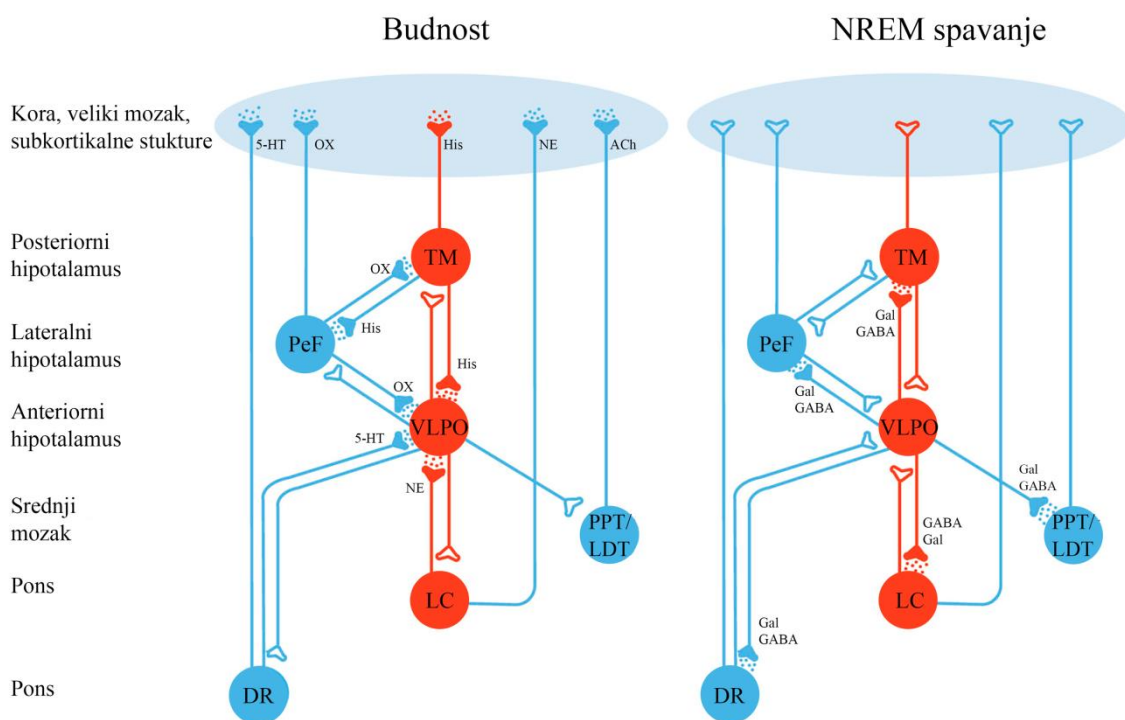 Budnost
NREM spavanje
Kora, veliki mozak,
subkortikalne stukture
5-HT
OX
His
NE
ACh
Posteriorni
hipotalamus
TM
OX
His
Lateralni
hipotalamus
PeF
His
OX
Anteriorni
hipotalamus
VLPO
5-HT
NE
Srednji
mozak
PPT/
LDT
Pons
LC
Pons
DR
TM
Gal
GABA
PeF
Gal
GABA
VLPO
Gal
GABA
PPT/
LDT
GABA
Gal
LC
Gal
GABA
DR